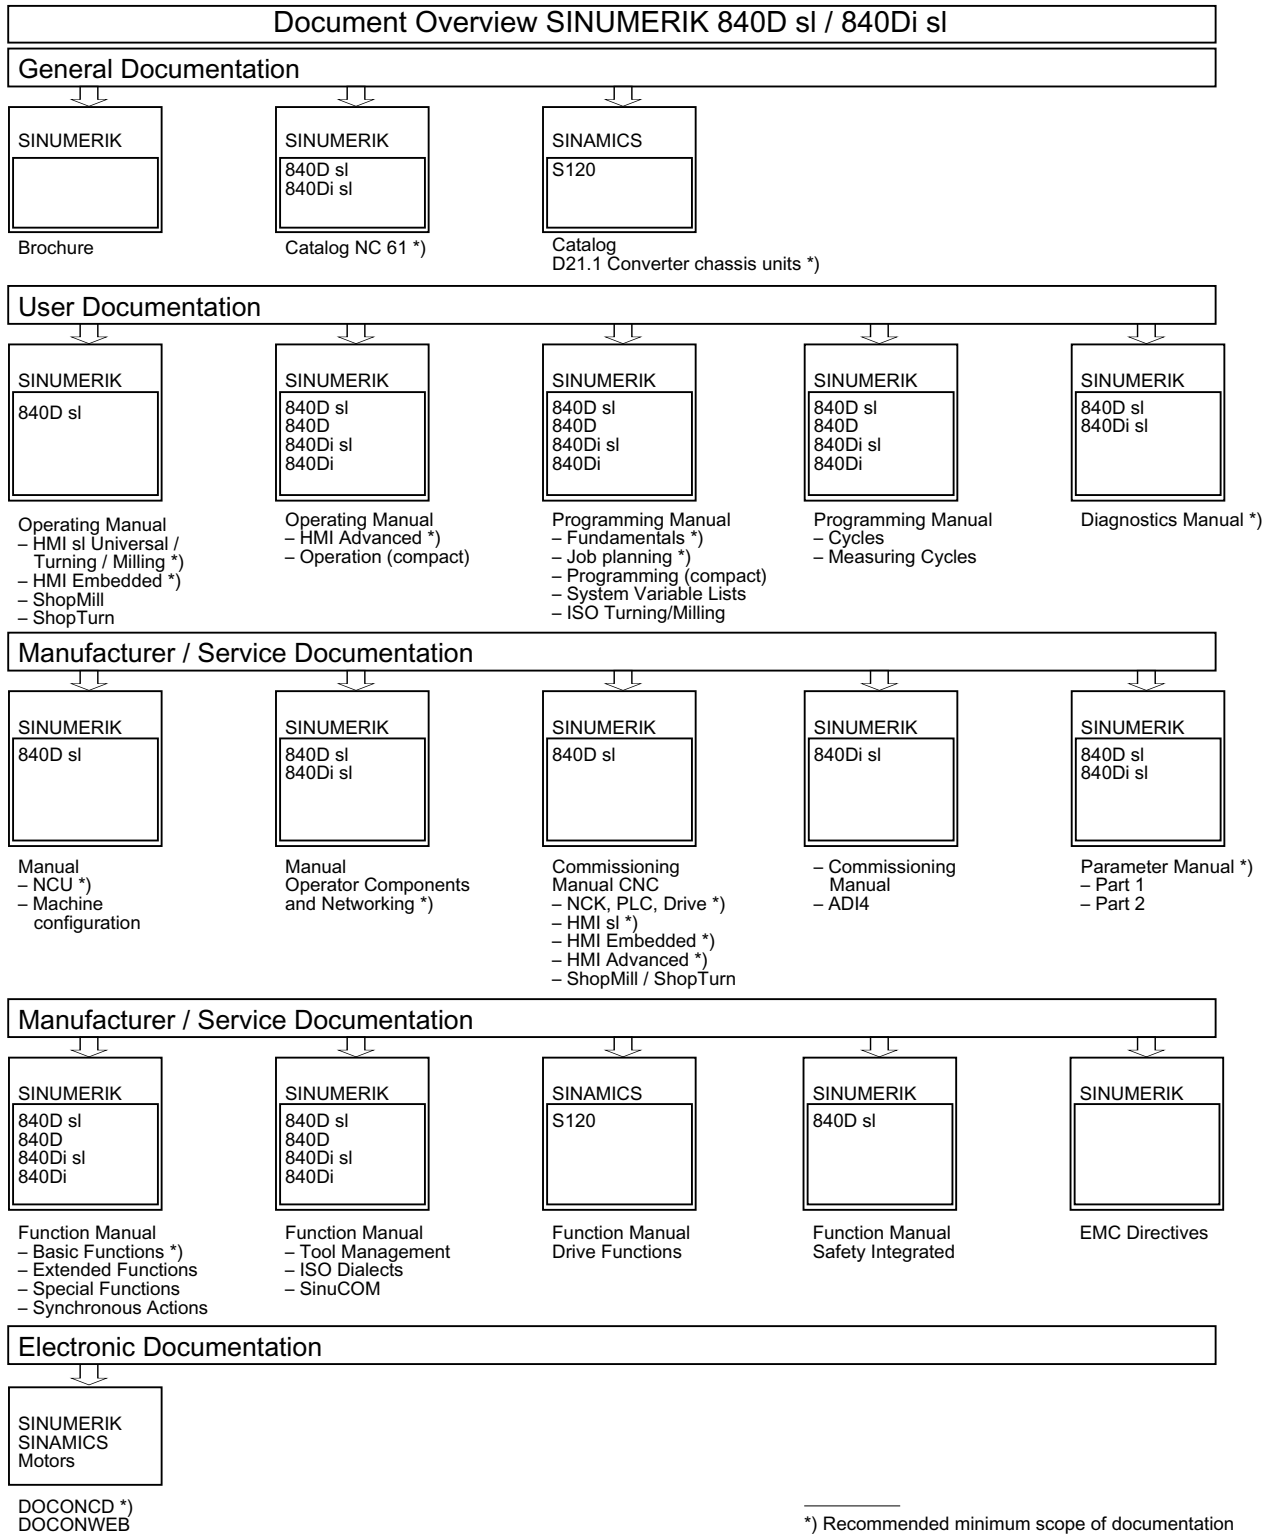 Document Overview SINUMERIK 840D sl / 840Di sl
General Documentation
SINUMERIK
Brochure
SINUMERIK
840D sl
840Di sl
Catalog NC 61 *)
SINAMICS
S120
Catalog
D21.1 Converter chassis units *)
User Documentation
SINUMERIK
840D sl
Operating Manual
– HMI sl Universal /
Turning / Milling *)
– HMI Embedded *)
– ShopMill
– ShopTurn
SINUMERIK
840D sl
840D
840Di sl
840Di
Operating Manual
– HMI Advanced *)
– Operation (compact)
SINUMERIK
840D sl
840D
840Di sl
840Di
Programming Manual
– Fundamentals *)
– Job planning *)
– Programming (compact)
– System Variable Lists
– ISO Turning/Milling
SINUMERIK
840D sl
840D
840Di sl
840Di
Programming Manual
– Cycles
– Measuring Cycles
SINUMERIK
840D sl
840Di sl
Diagnostics Manual *)
Manufacturer / Service Documentation
SINUMERIK
840D sl
Manual
– NCU *)
– Machine
configuration
SINUMERIK
840D sl
840Di sl
Manual
Operator Components
and Networking *)
SINUMERIK
840D sl
Commissioning
Manual CNC
– NCK, PLC, Drive *)
– HMI sl *)
– HMI Embedded *)
– HMI Advanced *)
– ShopMill / ShopTurn
SINUMERIK
840Di sl
– Commissioning
Manual
– ADI4
SINUMERIK
840D sl
840Di sl
Parameter Manual *)
– Part 1
– Part 2
Manufacturer / Service Documentation
SINUMERIK
840D sl
840D
840Di sl
840Di
Function Manual
– Basic Functions *)
– Extended Functions
– Special Functions
– Synchronous Actions
SINUMERIK
840D sl
840D
840Di sl
840Di
Function Manual
– Tool Management
– ISO Dialects
– SinuCOM
SINAMICS
S120
Function Manual
Drive Functions
SINUMERIK
840D sl
Function Manual
Safety Integrated
SINUMERIK
EMC Directives
Electronic Documentation
SINUMERIK
SINAMICS
Motors
DOCONCD *)
DOCONWEB
*) Recommended minimum scope of documentation